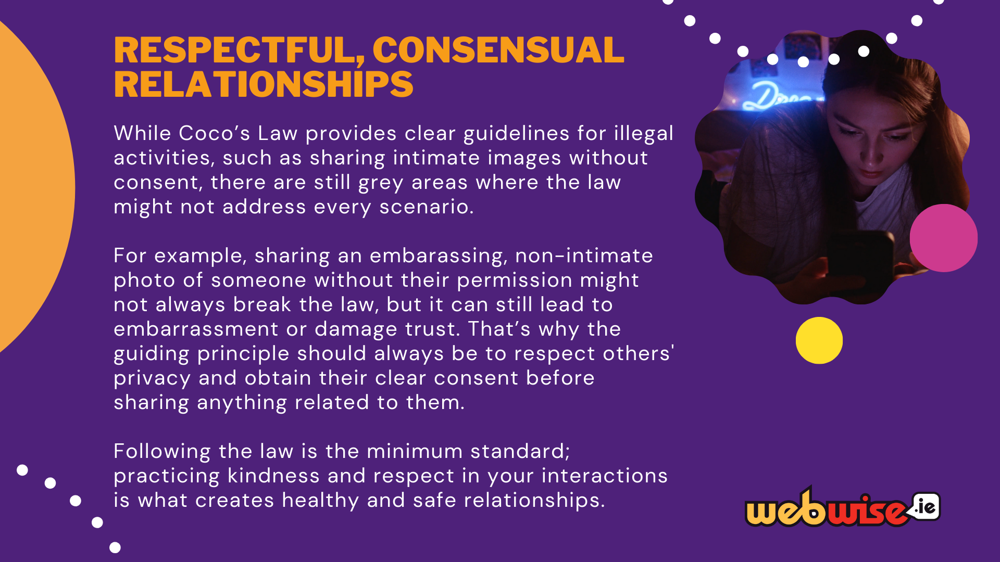 RESPECTFUL, CONSENSUAL
RELATIONSHIPS
While Coco’s Law provides clear guidelines for illegal
activities, such as sharing intimate images without
consent, there are still grey areas where the law
might not address every scenario.
For example, sharing an embarassing, non-intimate
photo of someone without their permission might
not always break the law, but it can still lead to
embarrassment or damage trust. That’s why the
guiding principle should always be to respect others'
privacy and obtain their clear consent before
sharing anything related to them.
Following the law is the minimum standard;
practicing kindness and respect in your interactions
is what creates healthy and safe relationships.
webwise.ie